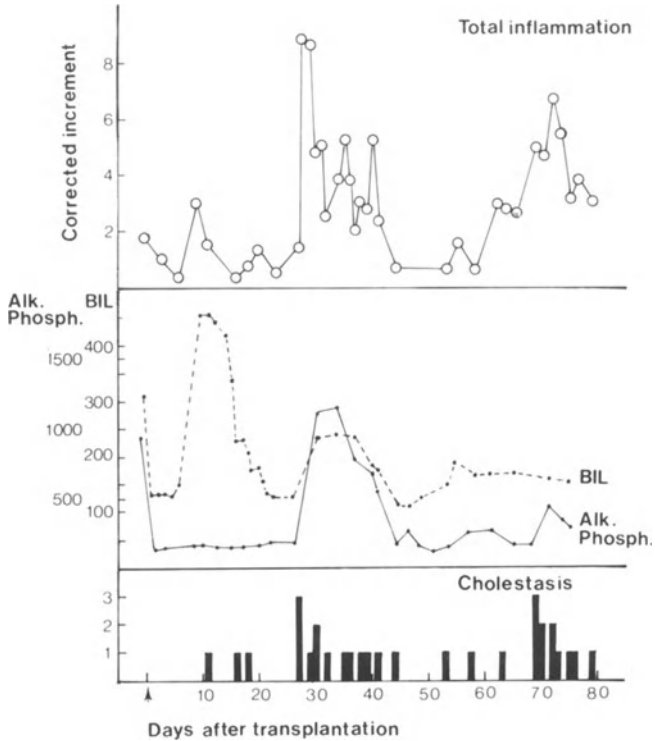 Total inflammation
Corrected increment
8
6
4
2
Alk. BIL
Phosph.
400
1500
300
1000
200
500
100
BIL
Alk.
Phosph.
Cholestasis
3
2
1
10 20 30 40 50 60 70 80
Days after transplantation